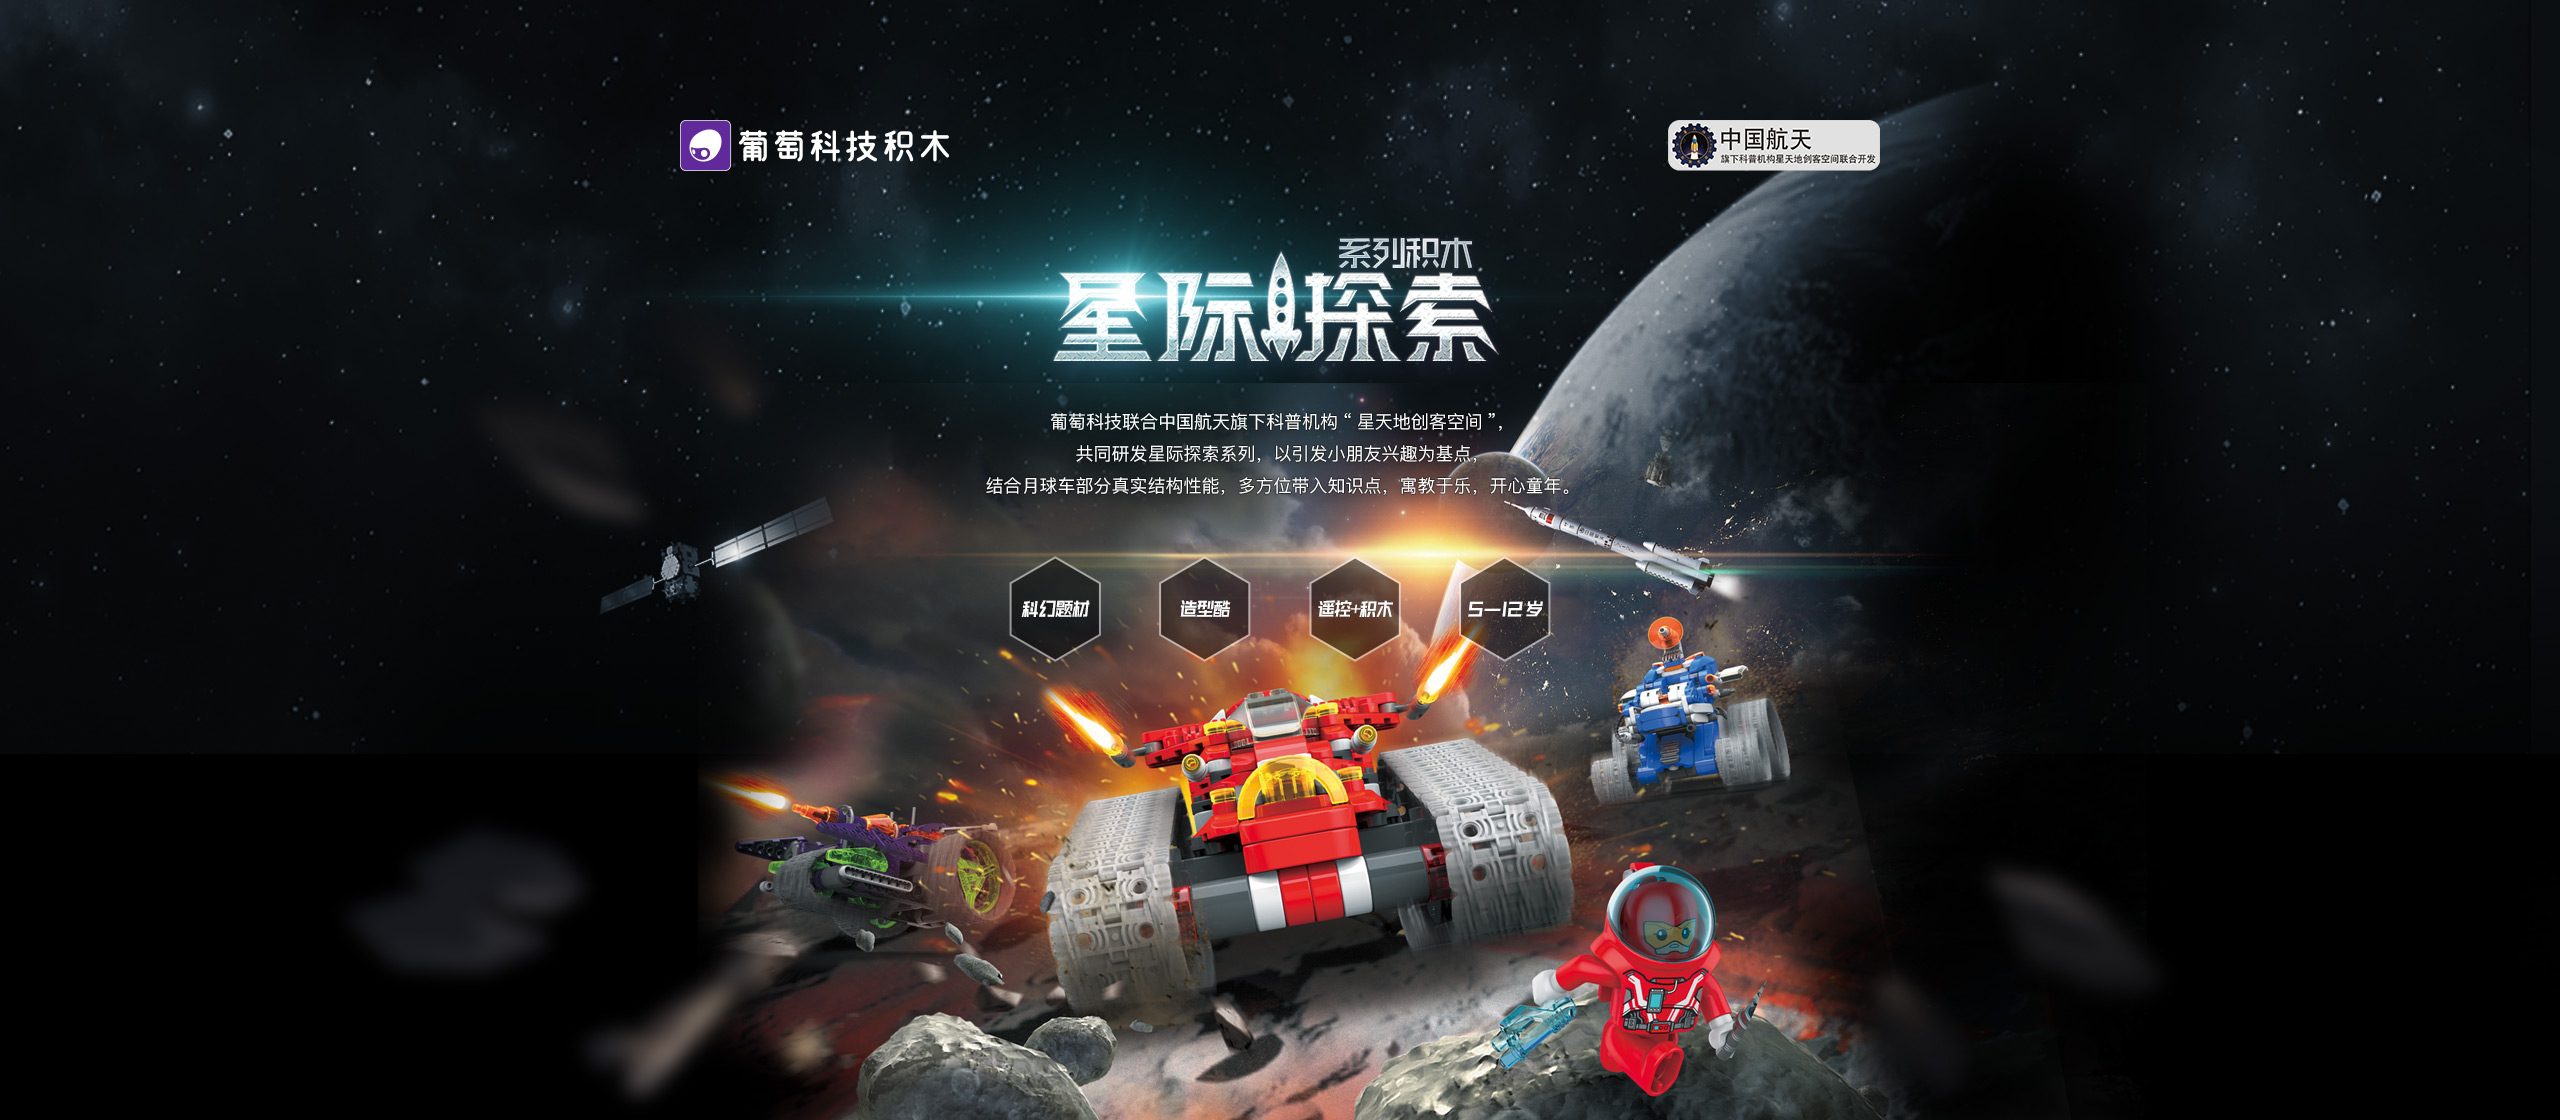 葡萄科技积木
中国航天
旗下科普机构星天地创客空间联合开发
系列积木
星际探索
葡萄科技联合中国航天旗下科普机构“星天地创客空间”，
共同研发星际探索系列，以引发小朋友兴趣为基点，
结合月球车部分真实结构性能，多方位带入知识点，寓教于乐，开心童年。
科幻题材
造型酷
遥控+积木
5—12岁